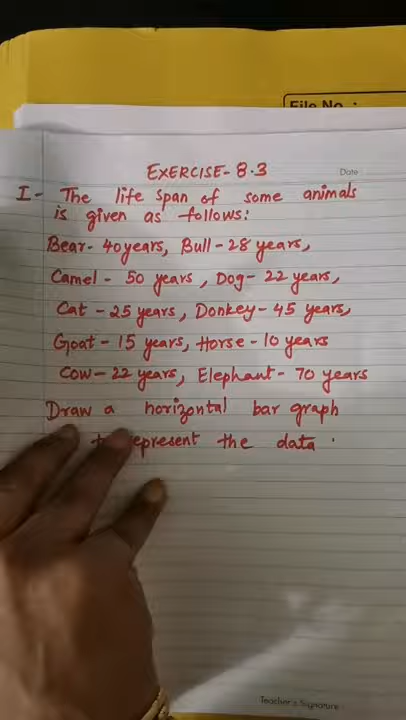 File No. :
EXERCISE- 8.3
Date
I- The life span of some animals
is given as follows:
Bear- 40 years, Bull- 28 years,
Camel - 50 years, Dog- 22 years,
Cat - 25 years, Donkey- 45 years,
Goat - 15 years, Horse - 10 years
Cow- 22 years, Elephant- 70 years
Draw a horizontal bar graph
represent the data.
Teacher's Signature